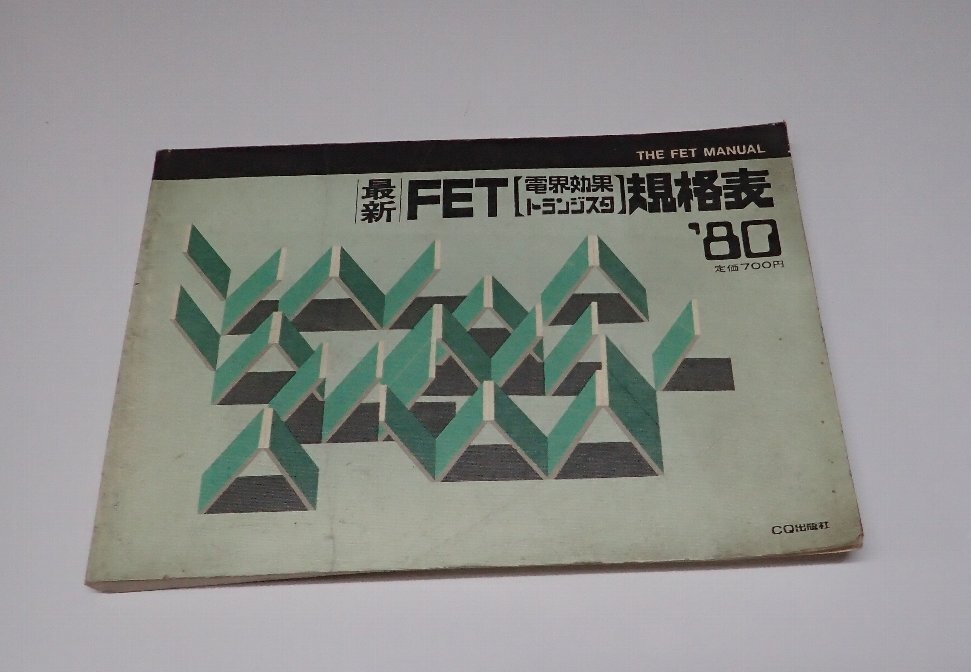 THE FET MANUAL
最新 FET [電界効果トランジスタ] 規格表
'80
定価700円
CQ出版社